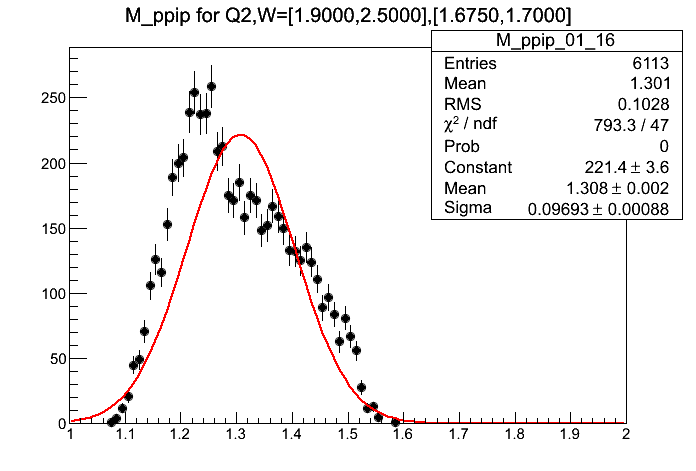 M_ppip for Q2,W=[1.9000,2.5000],[1.6750,1.7000]
M_ppip_01_16
Entries 6113
Mean 1.301
RMS 0.1028
χ² / ndf 793.3 / 47
Prob 0
Constant 221.4 ± 3.6
Mean 1.308 ± 0.002
Sigma 0.09693 ± 0.00088
250
200
150
100
50
0
1 1.1 1.2 1.3 1.4 1.5 1.6 1.7 1.8 1.9 2